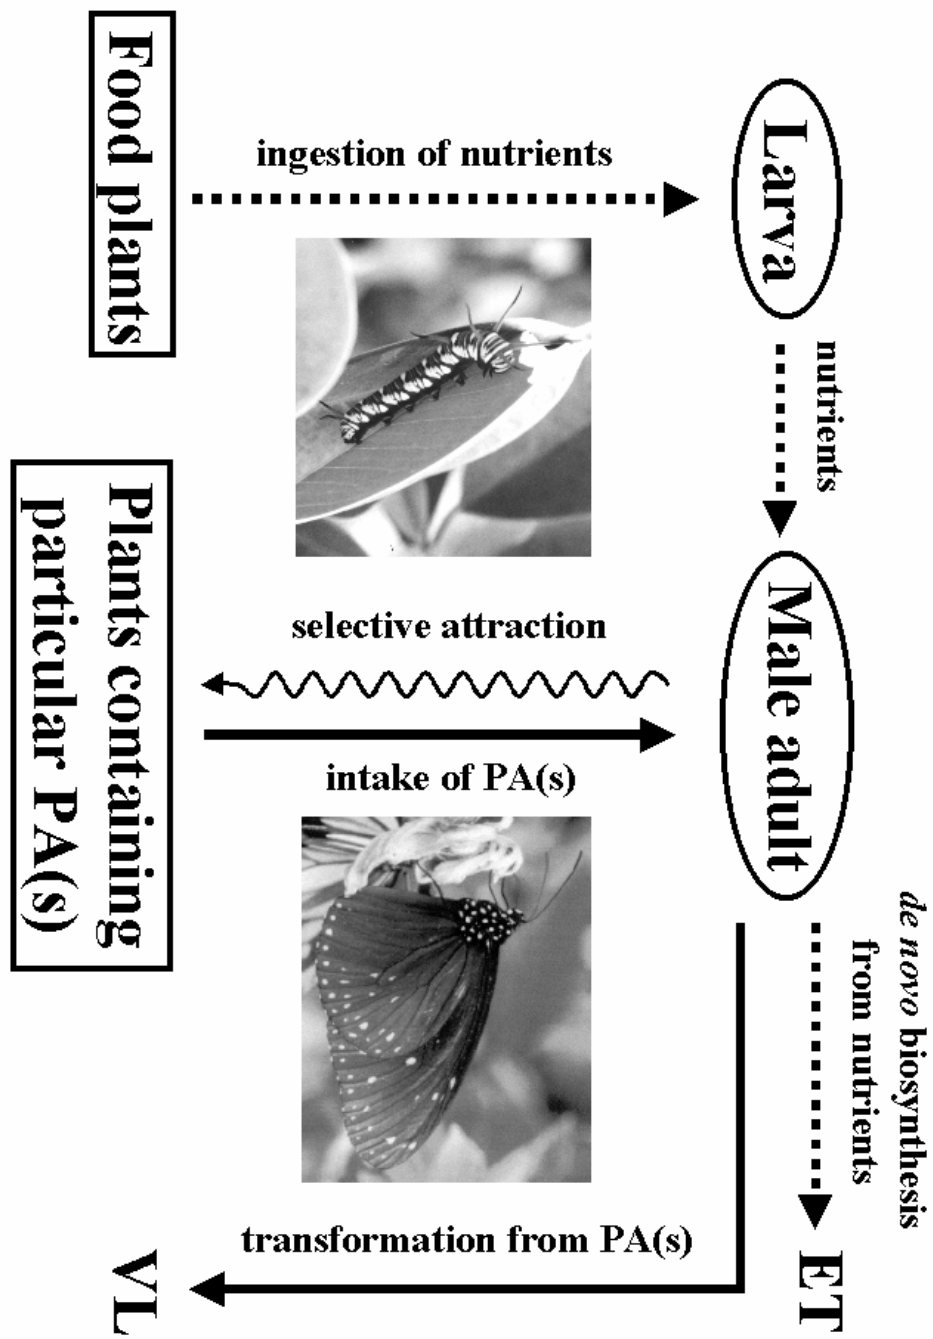 Food plants
ingestion of nutrients
Larva
nutrients
Plants containing
particular PA(s)
selective attraction
intake of PA(s)
Male adult
de novo biosynthesis
from nutrients
transformation from PA(s)
VL
ET